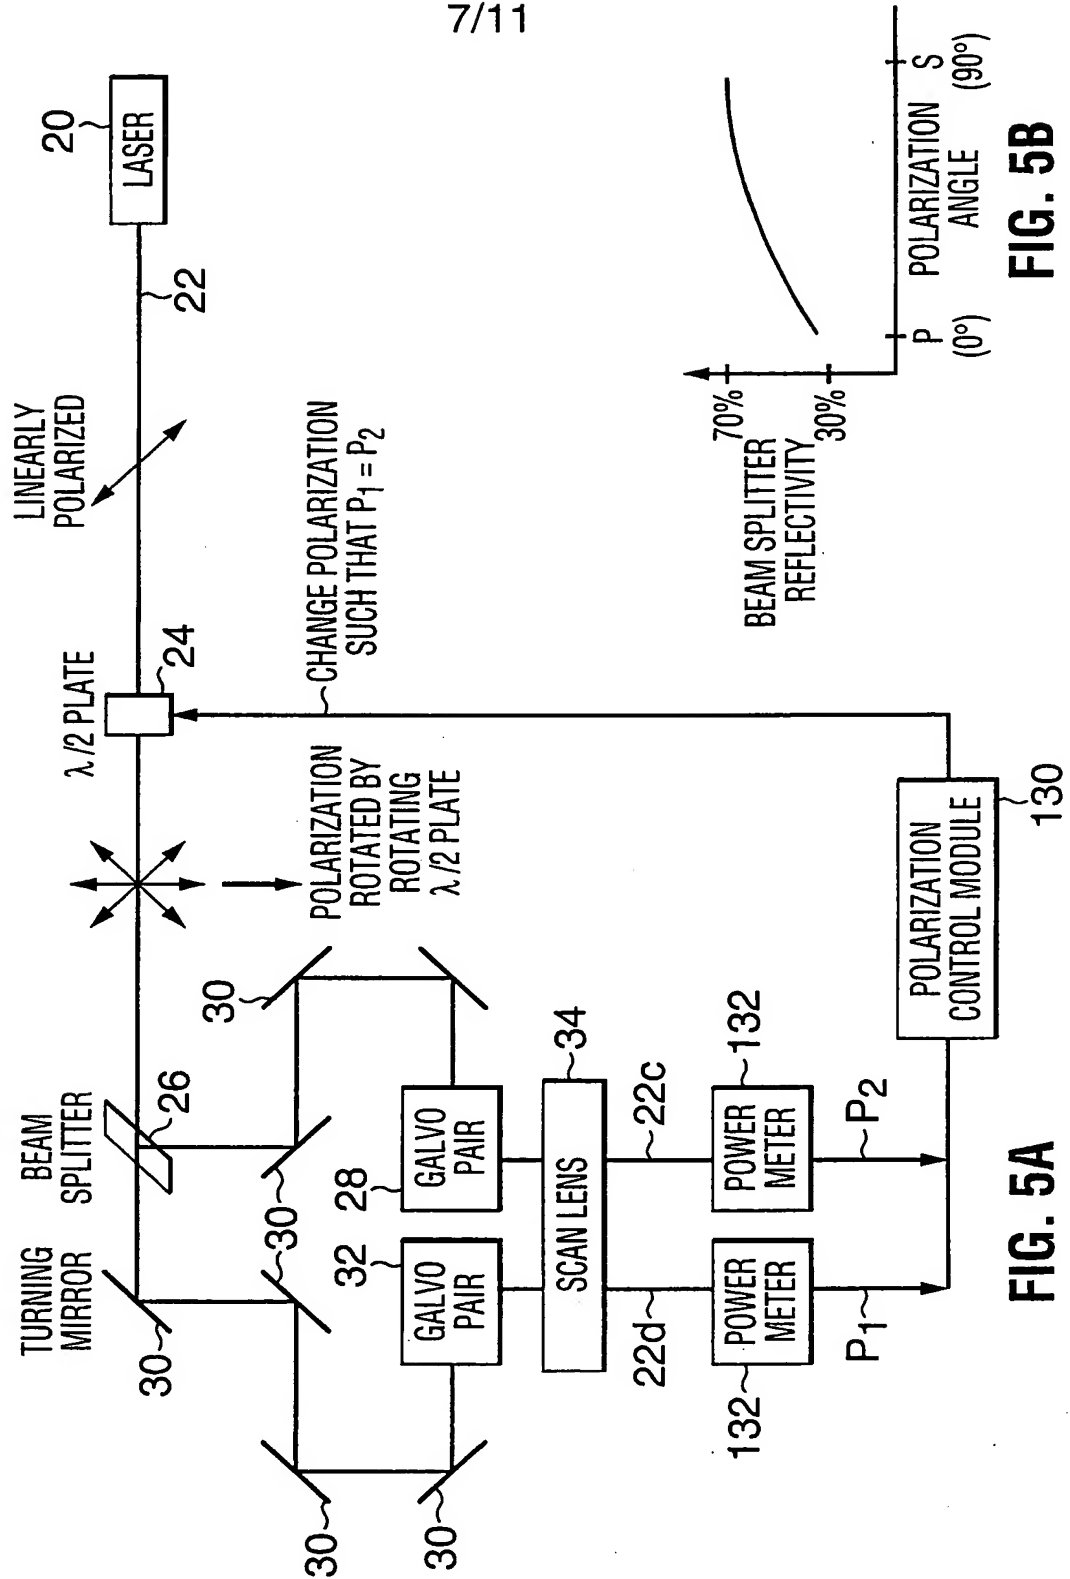 7/11
LINEARLY
POLARIZED
20
LASER
22
λ/2 PLATE
24
BEAM
SPLITTER
26
TURNING
MIRROR
30
POLARIZATION
ROTATED BY
ROTATING
λ/2 PLATE
CHANGE POLARIZATION
SUCH THAT P1 = P2
30
30
30
30
30
32
GALVO
PAIR
28
GALVO
PAIR
SCAN LENS
34
22d
22c
132
POWER
METER
POWER
METER
132
P1
P2
POLARIZATION
CONTROL MODULE
130
FIG. 5A
BEAM SPLITTER
REFLECTIVITY
70%
30%
P
(0°)
POLARIZATION
ANGLE
S
(90°)
FIG. 5B